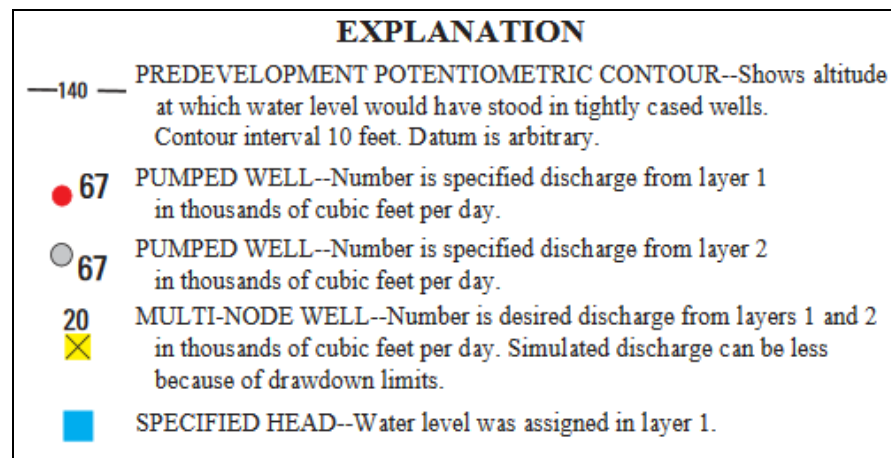 EXPLANATION
—140— PREDEVELOPMENT POTENTIOMETRIC CONTOUR--Shows altitude
at which water level would have stood in tightly cased wells.
Contour interval 10 feet. Datum is arbitrary.
67 PUMPED WELL--Number is specified discharge from layer 1
in thousands of cubic feet per day.
67 PUMPED WELL--Number is specified discharge from layer 2
in thousands of cubic feet per day.
20 MULTI-NODE WELL--Number is desired discharge from layers 1 and 2
in thousands of cubic feet per day. Simulated discharge can be less
because of drawdown limits.
SPECIFIED HEAD--Water level was assigned in layer 1.